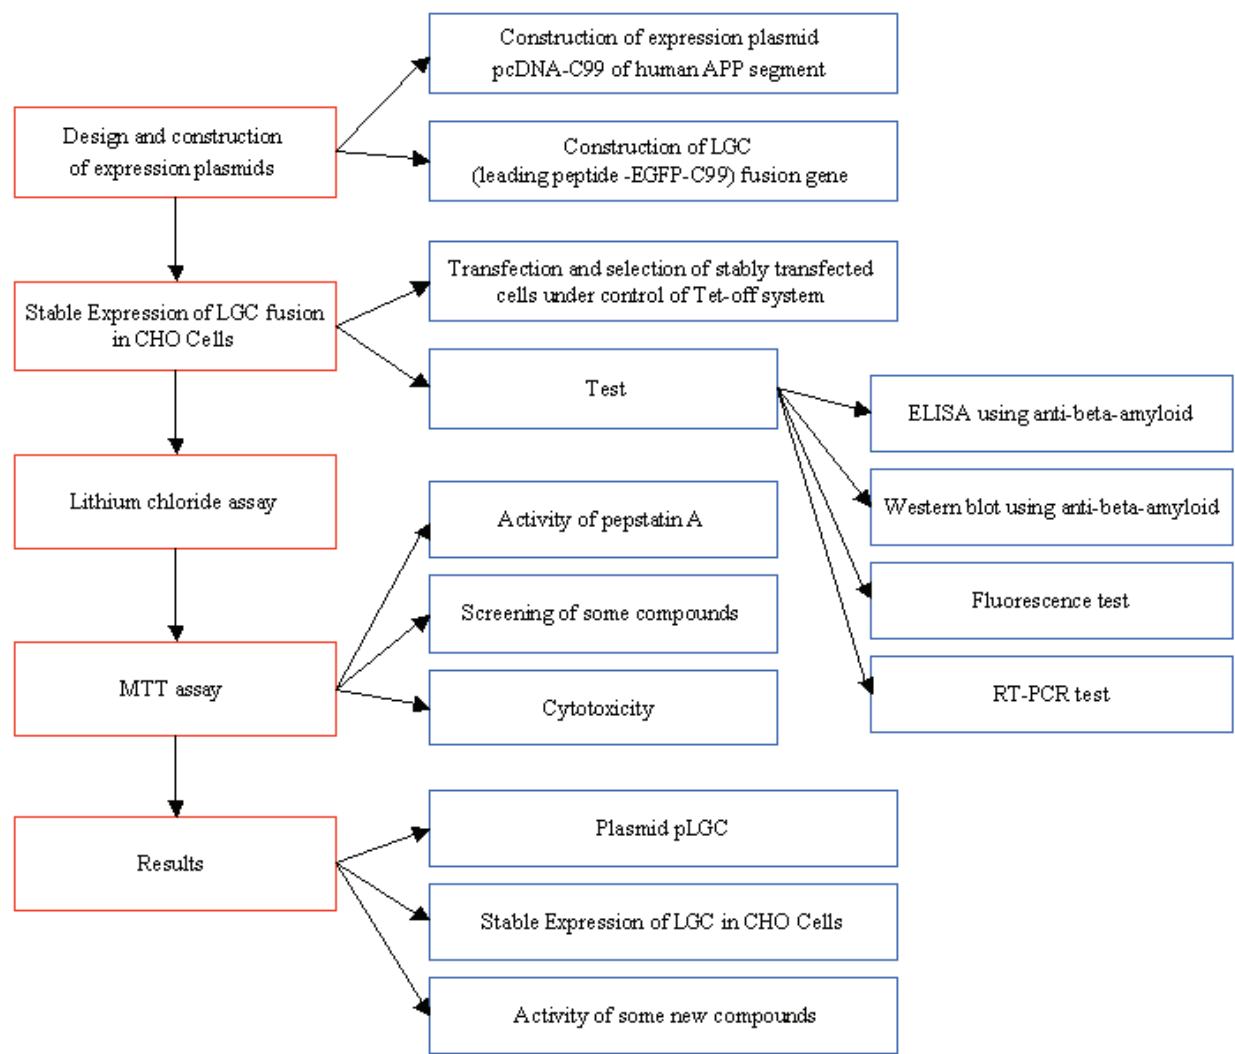 Construction of expression plasmid
pcDNA-C99 of human APP segment
Design and construction
of expression plasmids
Construction of LGC
(leading peptide -EGFP-C99) fusion gene
Transfection and selection of stably transfected
cells under control of Tet-off system
Stable Expression of LGC fusion
in CHO Cells
Test
ELISA using anti-beta-amyloid
Western blot using anti-beta-amyloid
Fluorescence test
RT-PCR test
Lithium chloride assay
Activity of pepstatin A
Screening of some compounds
MTT assay
Cytotoxicity
Plasmid pLGC
Results
Stable Expression of LGC in CHO Cells
Activity of some new compounds